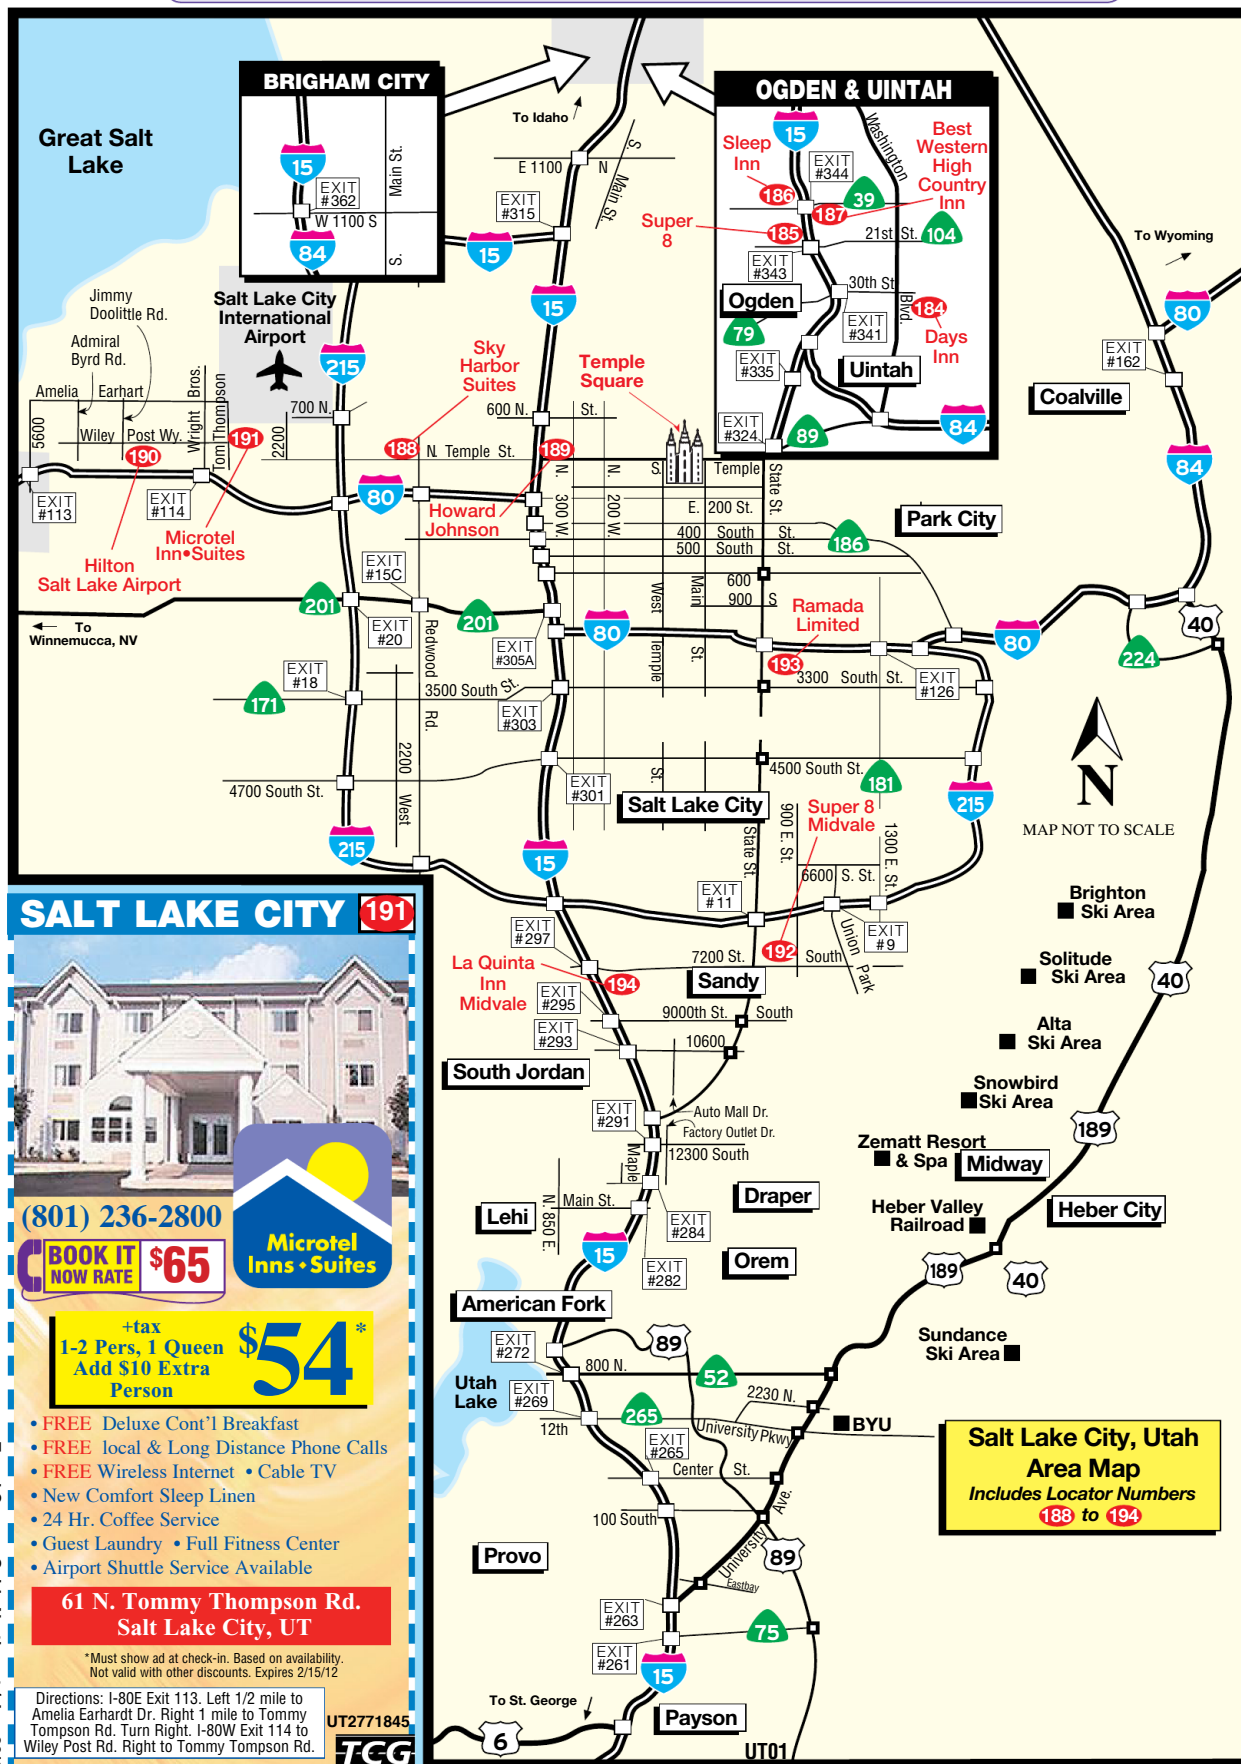 BRIGHAM CITY
15
EXIT
#362
Main St.
W 1100 S
84
S.
OGDEN & UINTAH
15
Washington
Sleep
Inn
EXIT
#344
Best
Western
High
Country
Inn
186
187
39
Super
8
185
21st St.
104
EXIT
#343
30th St
Ogden
Blvd.
184
79
EXIT
#341
Days
Inn
EXIT
#335
Uintah
EXIT
#324
89
84
Great Salt
Lake
To Idaho
E 1100
N
S.
Main St.
EXIT
#315
15
15
To Wyoming
80
EXIT
#162
Coalville
84
Jimmy
Doolittle Rd.
Admiral
Byrd Rd.
Salt Lake City
International
Airport
215
Amelia
Earhart
Wright Bros.
Tom Thompson
5600
Wiley
Post Wy.
190
191
700 N.
2200
Sky
Harbor
Suites
Temple
Square
600 N.
St.
188
N. Temple St.
189
EXIT
#113
EXIT
#114
80
Howard
Johnson
N.
300 W.
N.
200 W.
S.
Temple
State St.
E. 200 St.
400 South St.
500 South St.
186
Park City
Microtel
Inn•Suites
Hilton
Salt Lake Airport
EXIT
#15C
600
900 S
West
Temple
Main
St.
201
201
To
Winnemucca, NV
EXIT
#20
Redwood
Rd.
EXIT
#305A
80
Ramada
Limited
193
80
40
224
EXIT
#18
171
3500 South St.
EXIT
#303
3300 South St.
EXIT
#126
2200
West
4700 South St.
EXIT
#301
St.
4500 South St.
181
Salt Lake City
215
N
MAP NOT TO SCALE
215
15
State St.
900 E. St.
Super 8
Midvale
1300 E. St.
6600 S. St.
EXIT
#11
EXIT
#9
Union
Park
EXIT
#297
7200 St.
South
192
Sandy
La Quinta
Inn
Midvale
194
EXIT
#295
9000th St.
South
EXIT
#293
10600
South Jordan
Brighton
Ski Area
Solitude
Ski Area
40
Alta
Ski Area
Snowbird
Ski Area
189
EXIT
#291
Auto Mall Dr.
Factory Outlet Dr.
12300 South
Maple
Zematt Resort
& Spa
Midway
Main St.
N. 850 E.
Lehi
Draper
EXIT
#284
Heber Valley
Railroad
Heber City
15
EXIT
#282
Orem
189
40
American Fork
EXIT
#272
89
Sundance
Ski Area
800 N.
52
Utah
Lake
EXIT
#269
2230 N.
265
12th
University Pkwy
BYU
EXIT
#265
Center St.
Ave.
100 South
University
89
Provo
Eastbay
EXIT
#263
75
EXIT
#261
15
To St. George
Payson
6
UT01
Salt Lake City, Utah
Area Map
Includes Locator Numbers
188 to 194
SALT LAKE CITY 191
(801) 236-2800
Microtel
Inns • Suites
BOOK IT
NOW RATE
$65
+tax
1-2 Pers, 1 Queen
Add $10 Extra
Person
$54*
• FREE Deluxe Cont'l Breakfast
• FREE local & Long Distance Phone Calls
• FREE Wireless Internet • Cable TV
• New Comfort Sleep Linen
• 24 Hr. Coffee Service
• Guest Laundry • Full Fitness Center
• Airport Shuttle Service Available
61 N. Tommy Thompson Rd.
Salt Lake City, UT
*Must show ad at check-in. Based on availability.
Not valid with other discounts. Expires 2/15/12
Directions: I-80E Exit 113. Left 1/2 mile to
Amelia Earhardt Dr. Right 1 mile to Tommy
Tompson Rd. Turn Right. I-80W Exit 114 to
Wiley Post Rd. Right to Tommy Tompson Rd.
UT2771845
TCG